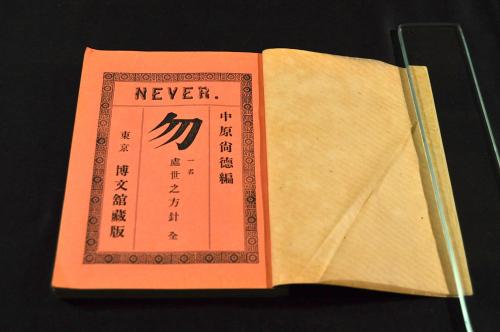 NEVER.
中原尙德編
勿
一名
處世之方針 全
東京 博文舘藏版